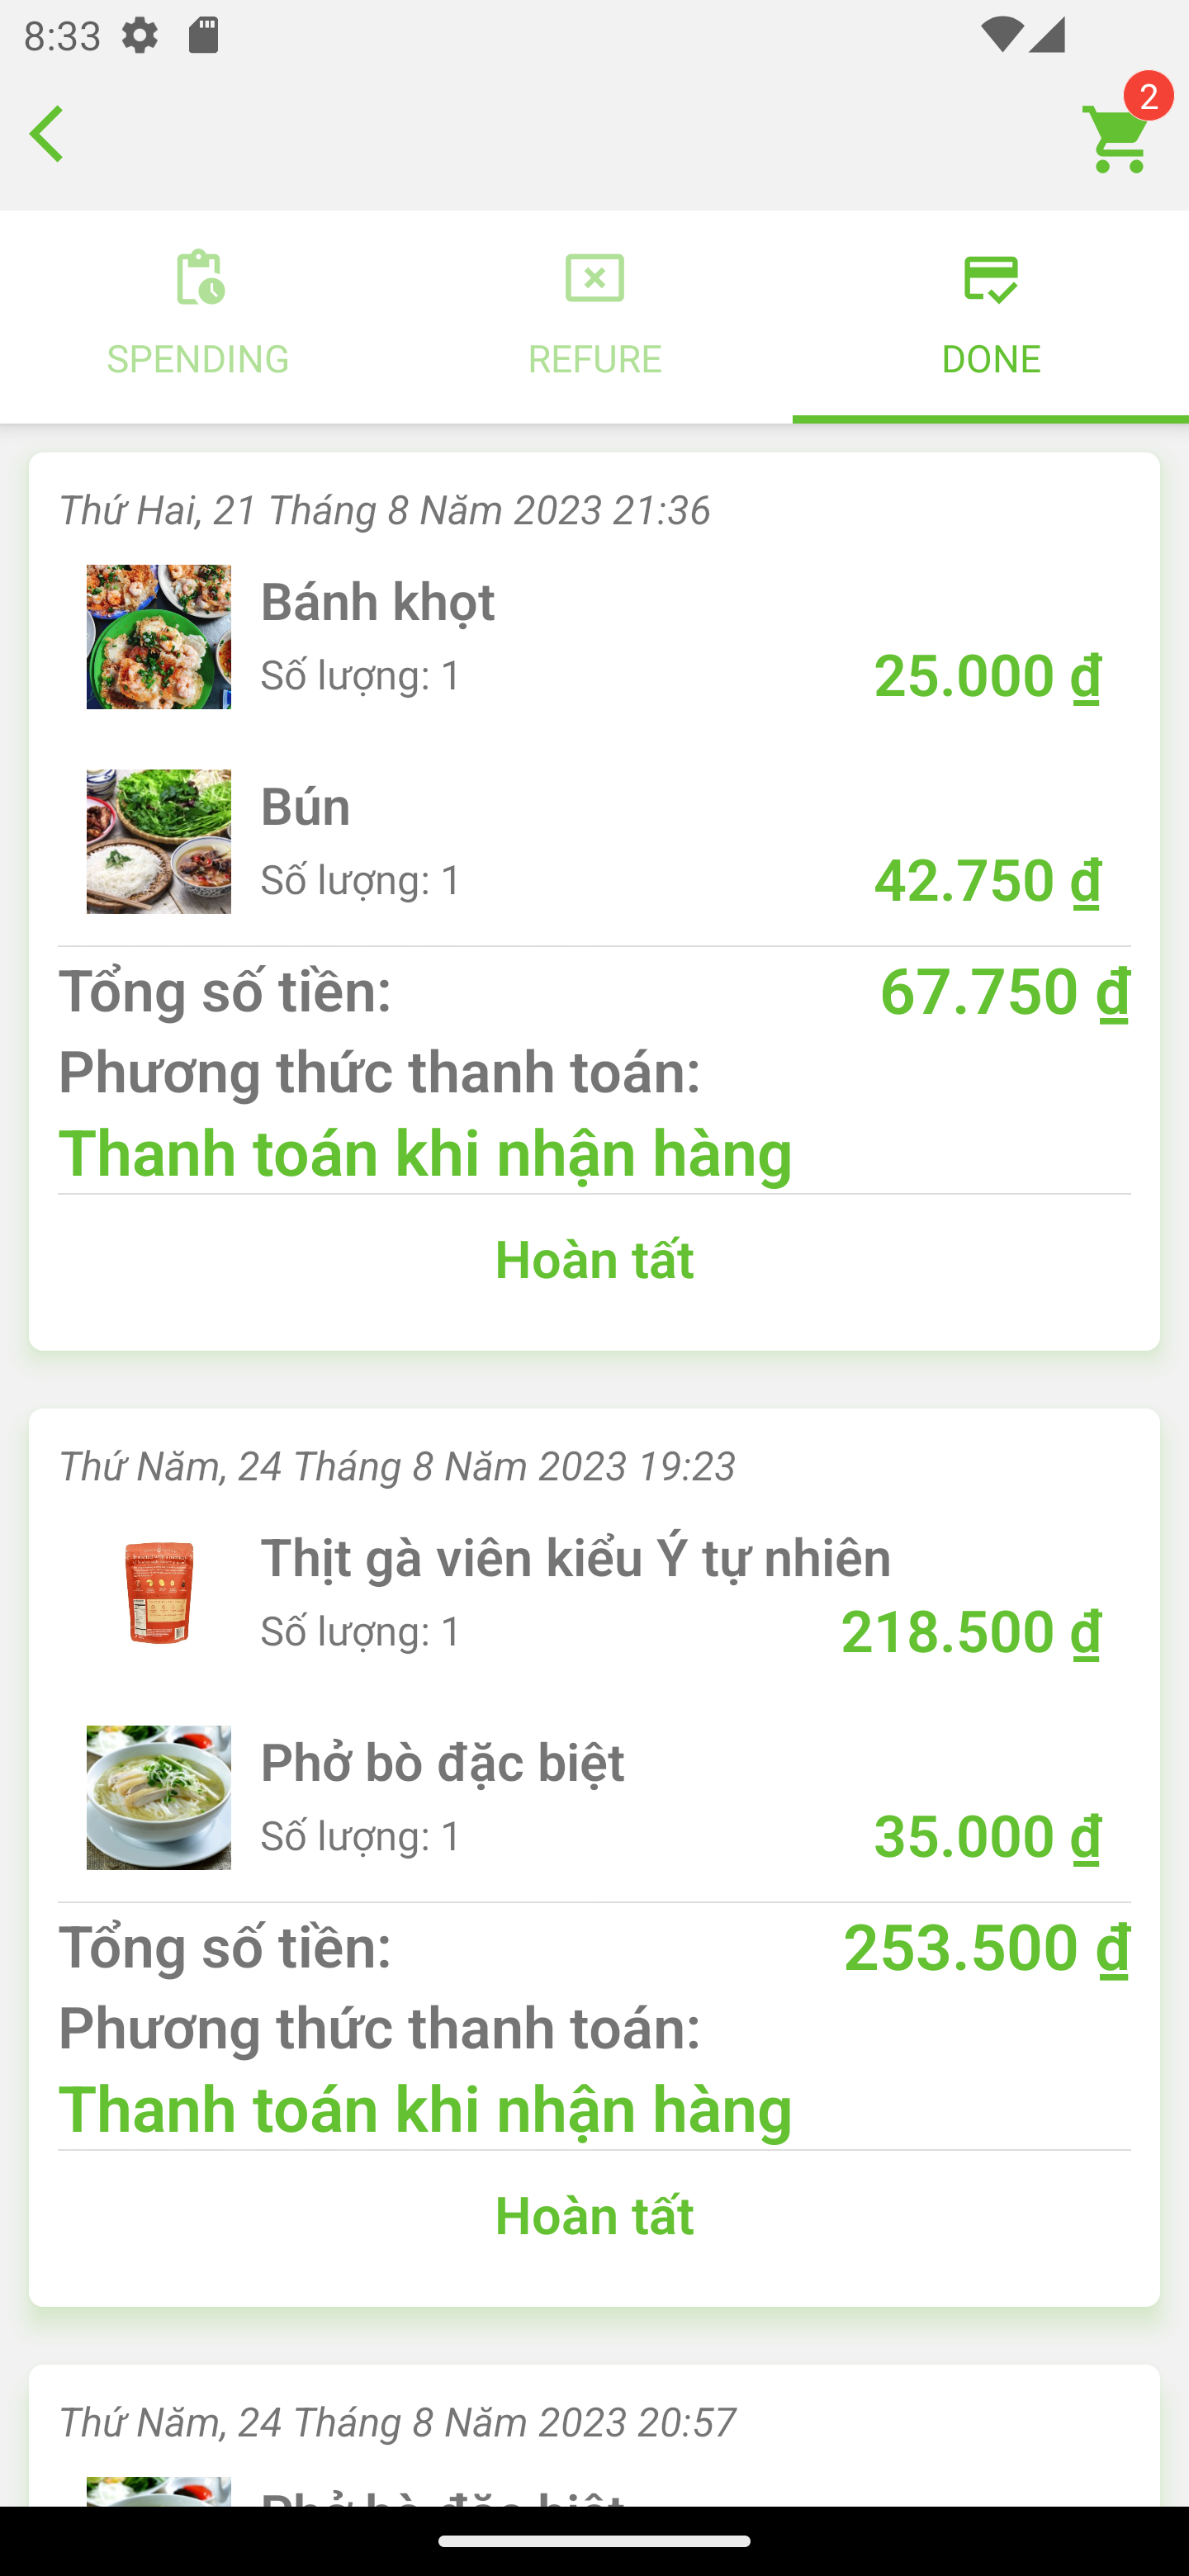 8:33
2
SPENDING
REFURE
DONE
Thứ Hai, 21 Tháng 8 Năm 2023 21:36
Bánh khọt
Số lượng: 1
25.000 ₫
Bún
Số lượng: 1
42.750 ₫
Tổng số tiền:
67.750 ₫
Phương thức thanh toán:
Thanh toán khi nhận hàng
Hoàn tất
Thứ Năm, 24 Tháng 8 Năm 2023 19:23
Thịt gà viên kiểu Ý tự nhiên
Số lượng: 1
218.500 ₫
Phở bò đặc biệt
Số lượng: 1
35.000 ₫
Tổng số tiền:
253.500 ₫
Phương thức thanh toán:
Thanh toán khi nhận hàng
Hoàn tất
Thứ Năm, 24 Tháng 8 Năm 2023 20:57
Phở bò đặc biệt